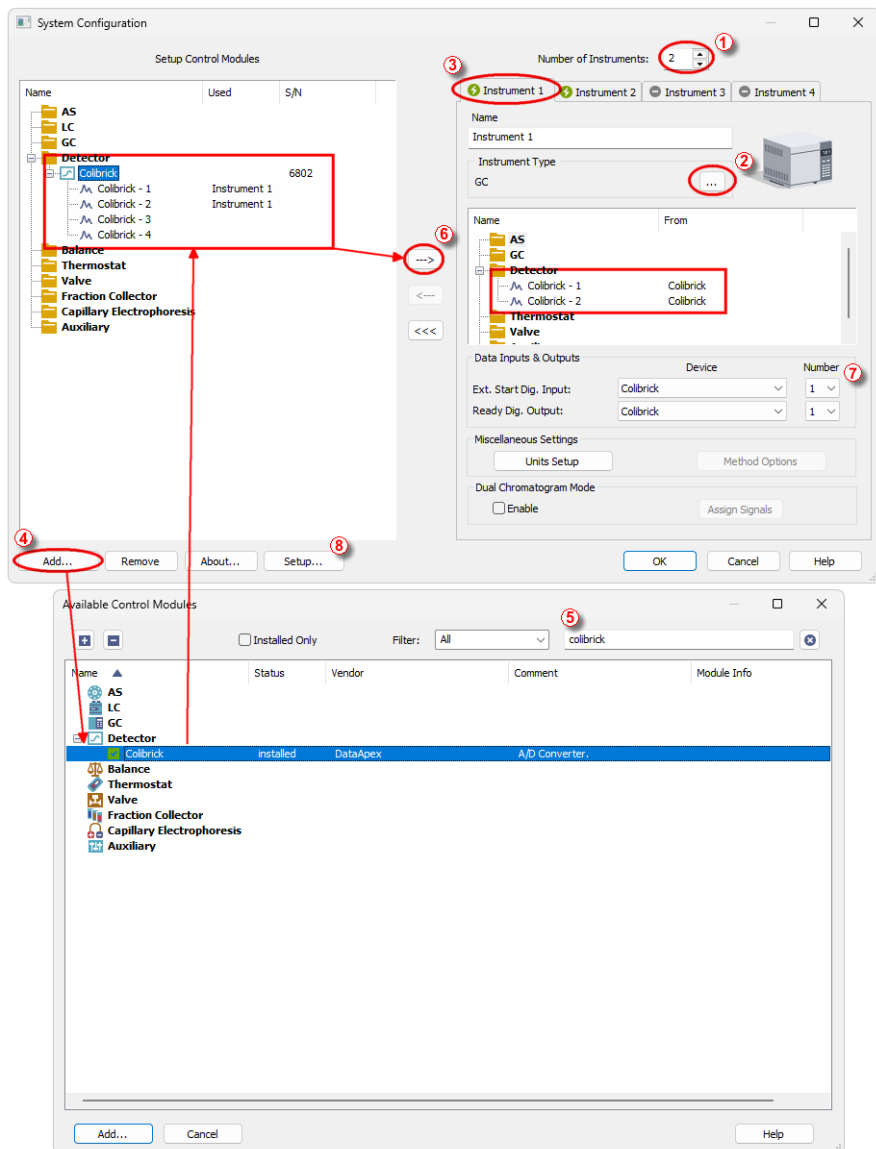 System Configuration
Setup Control Modules
Number of Instruments: 2 ①
Name Used S/N
AS
LC
GC
Detector
Colibrick 6802
Colibrick - 1 Instrument 1
Colibrick - 2 Instrument 1
Colibrick - 3
Colibrick - 4
Balance
Thermostat
Valve
Fraction Collector
Capillary Electrophoresis
Auxiliary
⑥
--->
<---
<<<
③
Instrument 1 Instrument 2 Instrument 3 Instrument 4
Name
Instrument 1
Instrument Type ②
GC ...
Name From
AS
GC
Detector
Colibrick - 1 Colibrick
Colibrick - 2 Colibrick
Thermostat
Valve
Data Inputs & Outputs
Device Number ⑦
Ext. Start Dig. Input: Colibrick 1
Ready Dig. Output: Colibrick 1
Miscellaneous Settings
Units Setup Method Options
Dual Chromatogram Mode
Enable Assign Signals
④ ⑧
Add... Remove About... Setup... OK Cancel Help
Available Control Modules
⑤
Installed Only Filter: All colibrick
Name Status Vendor Comment Module Info
AS
LC
GC
Detector
Colibrick installed DataApex A/D Converter.
Balance
Thermostat
Valve
Fraction Collector
Capillary Electrophoresis
Auxiliary
Add... Cancel Help